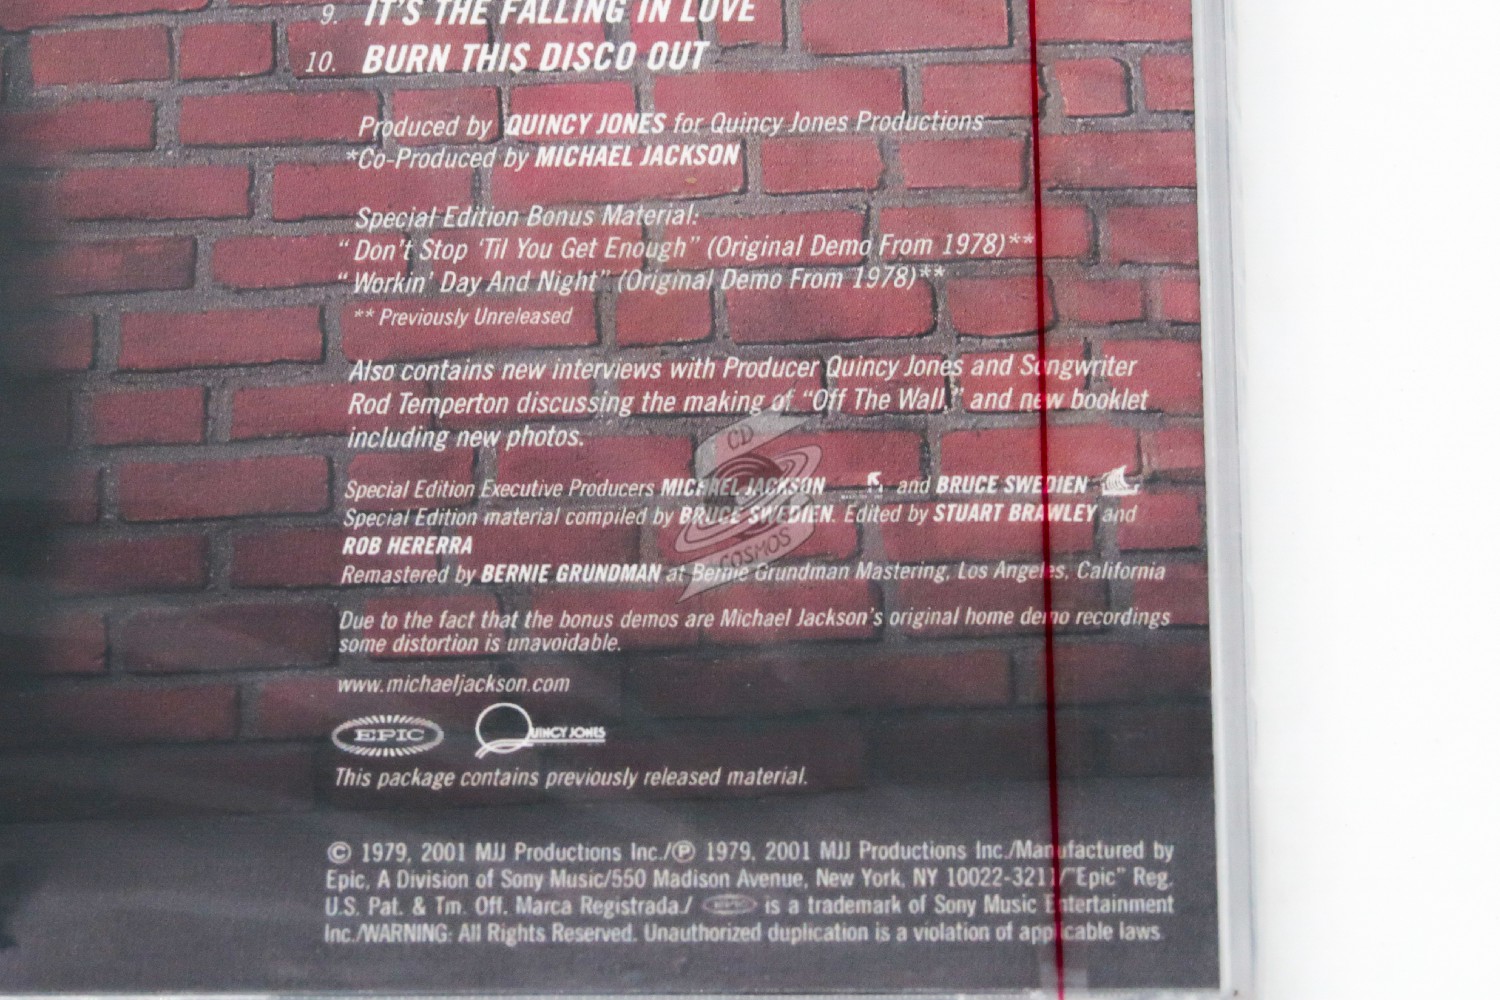 9. IT'S THE FALLING IN LOVE
10. BURN THIS DISCO OUT
Produced by QUINCY JONES for Quincy Jones Productions
*Co-Produced by MICHAEL JACKSON
Special Edition Bonus Material:
"Don't Stop 'Til You Get Enough" (Original Demo From 1978)**
"Workin' Day And Night" (Original Demo From 1978)**
** Previously Unreleased
Also contains new interviews with Producer Quincy Jones and Songwriter
Rod Temperton discussing the making of "Off The Wall," and new booklet
including new photos.
CD
COSMOS
Special Edition Executive Producers MICHAEL JACKSON and BRUCE SWEDIEN
Special Edition material compiled by BRUCE SWEDIEN. Edited by STUART BRAWLEY and
ROB HERERRA
Remastered by BERNIE GRUNDMAN at Bernie Grundman Mastering, Los Angeles, California
Due to the fact that the bonus demos are Michael Jackson's original home demo recordings
some distortion is unavoidable.
www.michaeljackson.com
EPIC QUINCY JONES
This package contains previously released material.
© 1979, 2001 MJJ Productions Inc./℗ 1979, 2001 MJJ Productions Inc./Manufactured by
Epic, A Division of Sony Music/550 Madison Avenue, New York, NY 10022-3211/"Epic" Reg.
U.S. Pat. & Tm. Off. Marca Registrada./ EPIC is a trademark of Sony Music Entertainment
Inc./WARNING: All Rights Reserved. Unauthorized duplication is a violation of applicable laws.